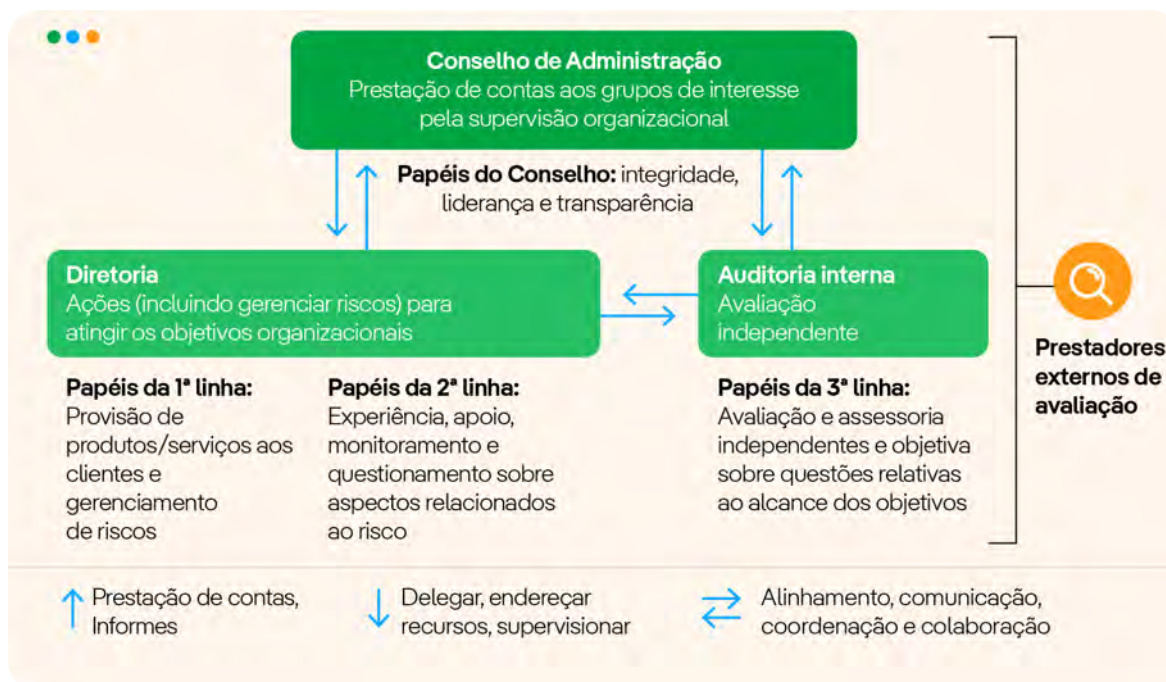 Conselho de Administração
Prestação de contas aos grupos de interesse
pela supervisão organizacional
Papéis do Conselho: integridade,
liderança e transparência
Diretoria
Ações (incluindo gerenciar riscos) para
atingir os objetivos organizacionais
Auditoria interna
Avaliação
independente
Papéis da 1ª linha:
Provisão de
produtos/serviços aos
clientes e
gerenciamento
de riscos
Papéis da 2ª linha:
Experiência, apoio,
monitoramento e
questionamento sobre
aspectos relacionados
ao risco
Papéis da 3ª linha:
Avaliação e assessoria
independentes e objetiva
sobre questões relativas
ao alcance dos objetivos
Prestadores
externos de
avaliação
Prestação de contas,
Informes
Delegar, endereçar
recursos, supervisionar
Alinhamento, comunicação,
coordenação e colaboração